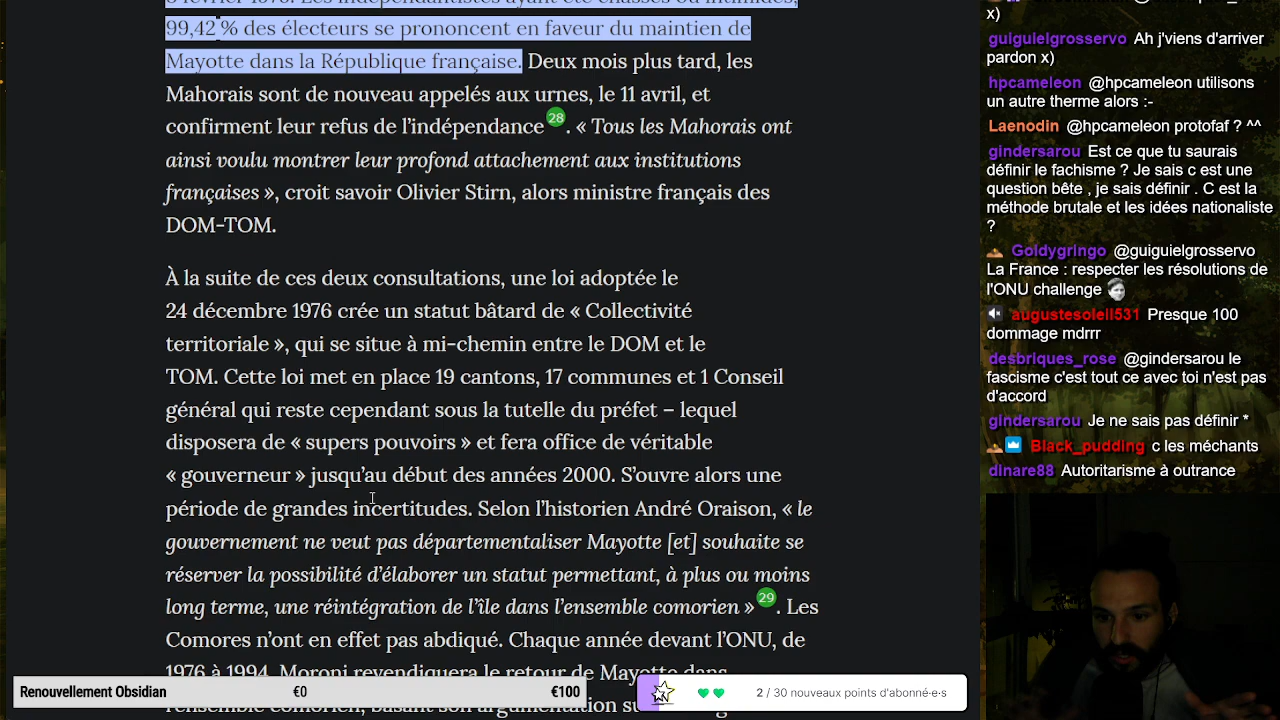 99,42 % des électeurs se prononcent en faveur du maintien de
Mayotte dans la République française. Deux mois plus tard, les
Mahorais sont de nouveau appelés aux urnes, le 11 avril, et
confirment leur refus de l’indépendance 28. « Tous les Mahorais ont
ainsi voulu montrer leur profond attachement aux institutions
françaises », croit savoir Olivier Stirn, alors ministre français des
DOM-TOM.
À la suite de ces deux consultations, une loi adoptée le
24 décembre 1976 crée un statut bâtard de « Collectivité
territoriale », qui se situe à mi-chemin entre le DOM et le
TOM. Cette loi met en place 19 cantons, 17 communes et 1 Conseil
général qui reste cependant sous la tutelle du préfet – lequel
disposera de « supers pouvoirs » et fera office de véritable
« gouverneur » jusqu’au début des années 2000. S’ouvre alors une
période de grandes incertitudes. Selon l’historien André Oraison, « le
gouvernement ne veut pas départementaliser Mayotte [et] souhaite se
réserver la possibilité d’élaborer un statut permettant, à plus ou moins
long terme, une réintégration de l’île dans l’ensemble comorien » 29. Les
Comores n’ont en effet pas abdiqué. Chaque année devant l’ONU, de
1976 à 1994, Moroni revendiquera le retour de Mayotte dans
x)
guiguielgrosservo Ah j'viens d'arriver
pardon x)
hpcameleon @hpcameleon utilisons
un autre therme alors :-
Laenodin @hpcameleon protofaf ? ^^
gindersarou Est ce que tu saurais
définir le fachisme ? Je sais c est une
question bête , je sais définir . C est la
méthode brutale et les idées nationaliste
?
Goldygringo @guiguielgrosservo
La France : respecter les résolutions de
l'ONU challenge
augustesoleil531 Presque 100
dommage mdrrr
desbriques_rose @gindersarou le
fascisme c'est tout ce avec toi n'est pas
d'accord
gindersarou Je ne sais pas définir *
Black_pudding c les méchants
dinare88 Autoritarisme à outrance
Renouvellement Obsidian €0 €100
2 / 30 nouveaux points d'abonné·e·s